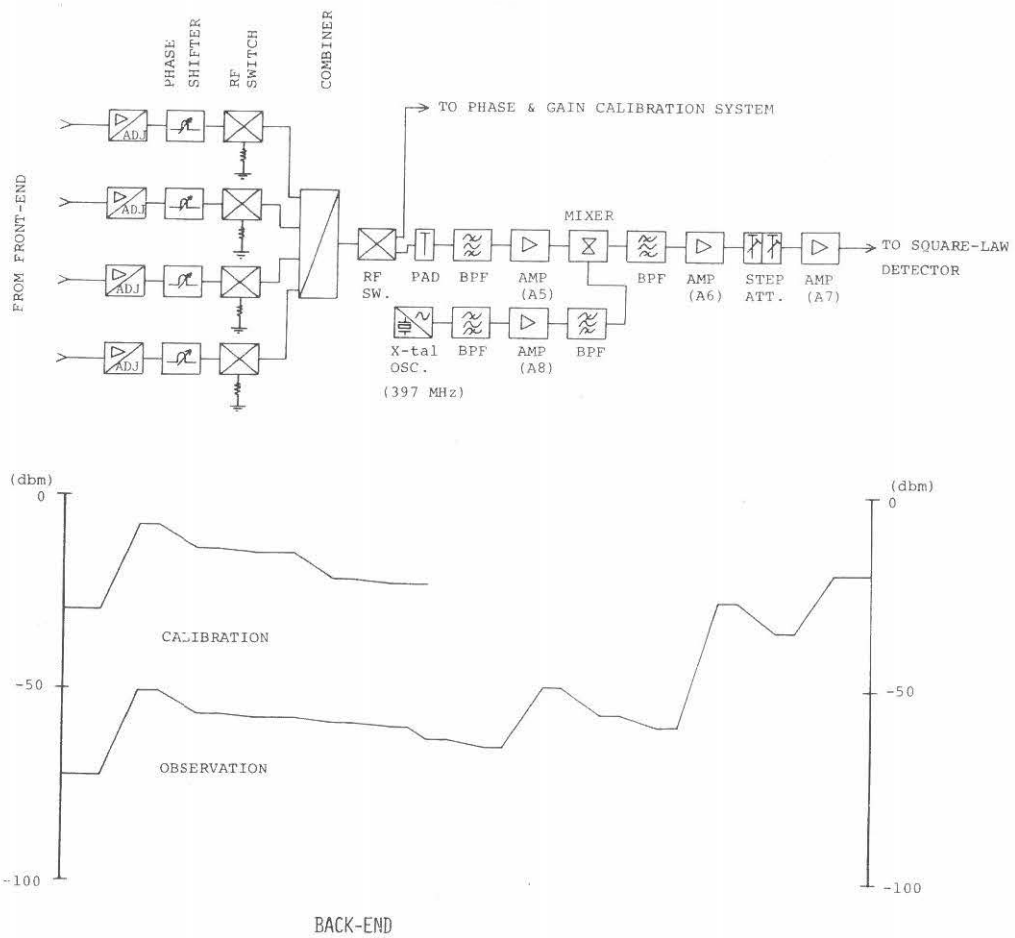 PHASE
SHIFTER
RF
SWITCH
COMBINER
TO PHASE & GAIN CALIBRATION SYSTEM
FROM FRONT-END
ADJ
ADJ
ADJ
ADJ
MIXER
TO SQUARE-LAW
DETECTOR
RF
SW.
PAD
BPF
AMP
(A5)
BPF
AMP
(A6)
STEP
ATT.
AMP
(A7)
X-tal
OSC.
(397 MHz)
BPF
AMP
(A8)
BPF
(dbm)
0
(dbm)
0
CALIBRATION
-50
-50
OBSERVATION
-100
-100
BACK-END